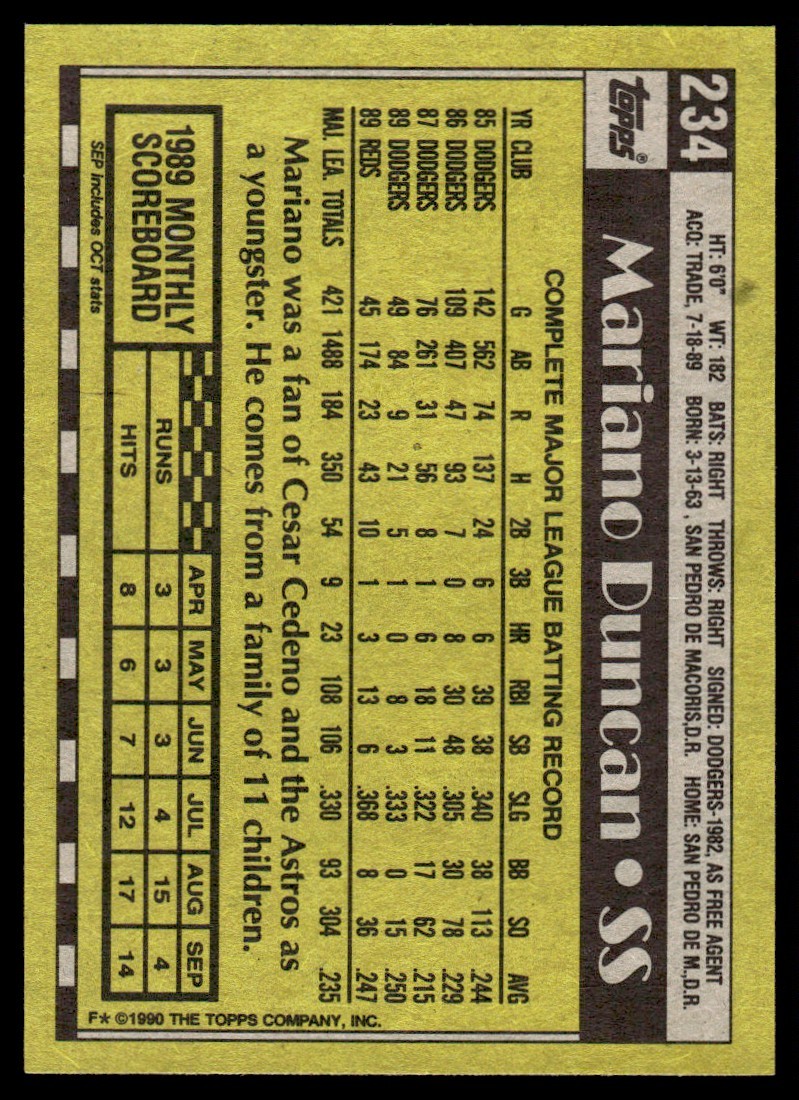 234
HT: 6'0" WT: 182 BATS: RIGHT THROWS: RIGHT SIGNED: DODGERS-1982, AS FREE AGENT
ACQ: TRADE, 7-18-89 BORN: 3-13-63 , SAN PEDRO DE MACORIS,D.R. HOME: SAN PEDRO DE M.,D.R.
Topps®
Mariano Duncan • SS
COMPLETE MAJOR LEAGUE BATTING RECORD
YR CLUB G AB R H 2B 3B HR RBI SB SLG BB SO AVG
85 DODGERS 142 562 74 137 24 6 6 39 38 .340 38 113 .244
86 DODGERS 109 407 47 93 7 0 8 30 48 .305 30 78 .229
87 DODGERS 76 261 31 56 8 1 6 18 11 .322 17 62 .215
89 DODGERS 49 84 9 21 5 1 0 8 3 .333 0 15 .250
89 REDS 45 174 23 43 10 1 3 13 6 .368 8 36 .247
MAJ. LEA. TOTALS 421 1488 184 350 54 9 23 108 106 .330 93 304 .235
Mariano was a fan of Cesar Cedeno and the Astros as
a youngster. He comes from a family of 11 children.
1989 MONTHLY
SCOREBOARD
SEP includes OCT stats
APR MAY JUN JUL AUG SEP
RUNS 3 3 3 4 15 4
HITS 8 6 7 12 17 14
F* ©1990 THE TOPPS COMPANY, INC.